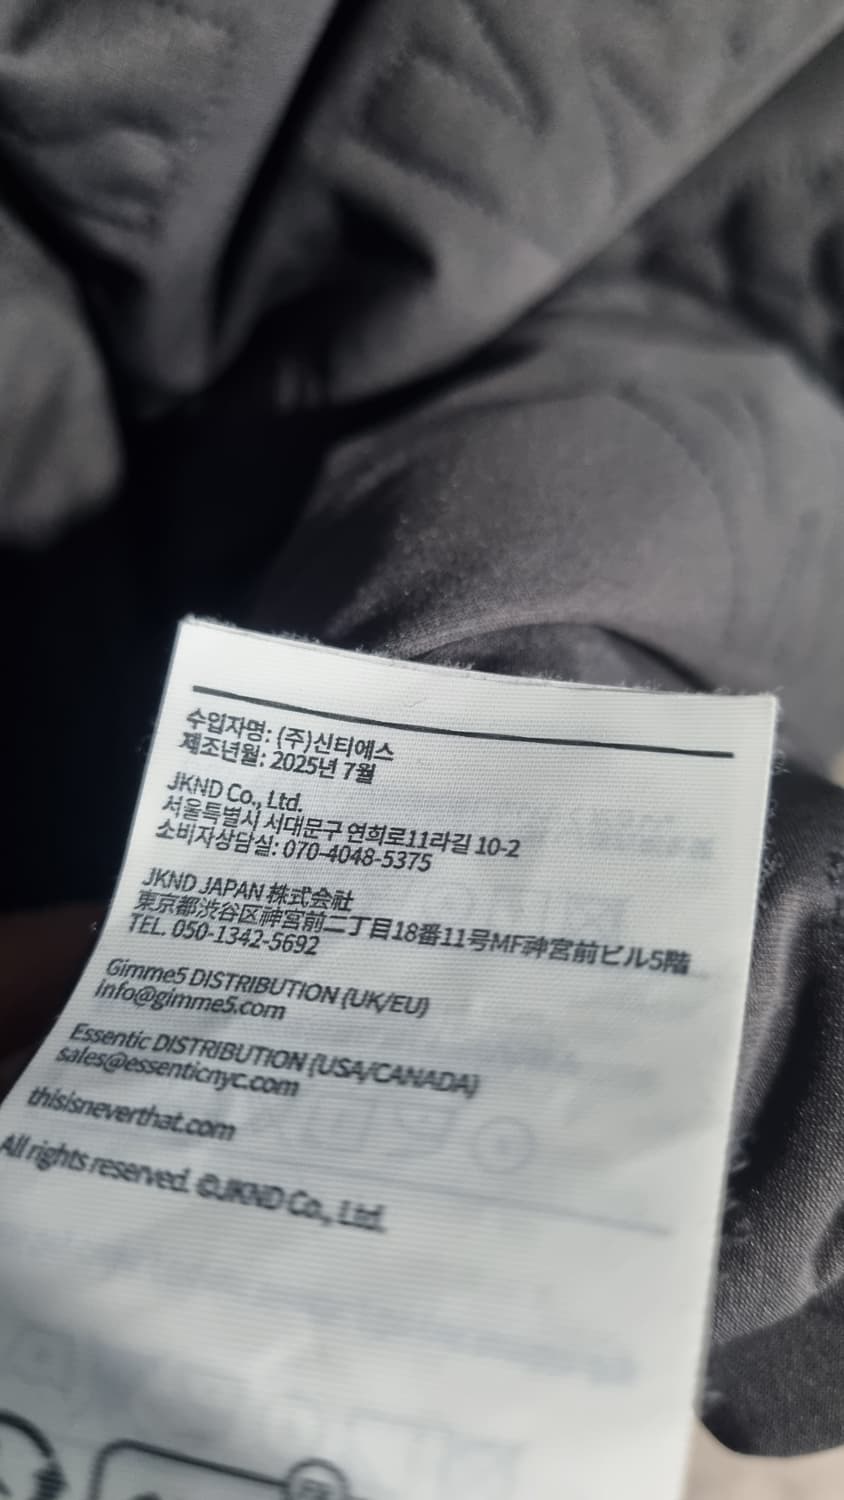 수입자명: (주)신티에스
제조년월: 2025년 7월
JKND Co., Ltd.
서울특별시 서대문구 연희로11라길 10-2
소비자상담실: 070-4048-5375
JKND JAPAN 株式会社
東京都渋谷区神宮前二丁目18番11号MF神宮前ビル5階
TEL. 050-1342-5692
Gimme5 DISTRIBUTION (UK/EU)
info@gimme5.com
Essentic DISTRIBUTION (USA/CANADA)
sales@essenticnyc.com
thisisneverthat.com
All rights reserved. ©JKND Co., Ltd.